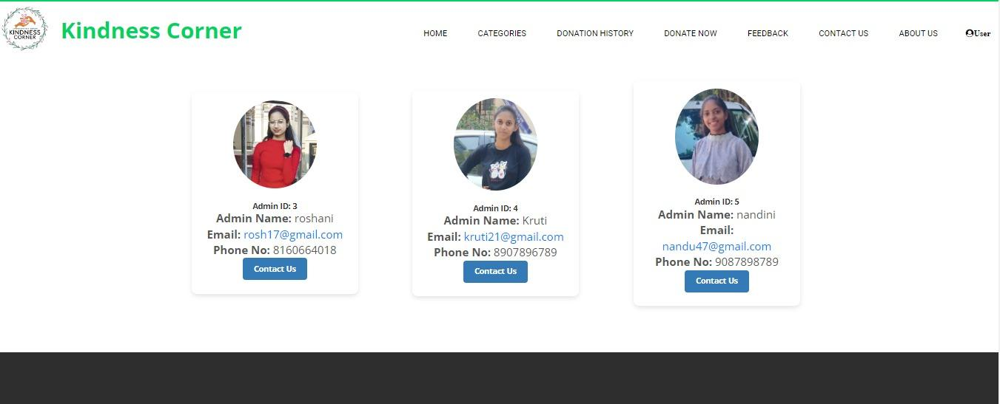 KINDNESS
CORNER
Kindness Corner
HOME
CATEGORIES
DONATION HISTORY
DONATE NOW
FEEDBACK
CONTACT US
ABOUT US
User
Admin ID: 3
Admin Name: roshani
Email: rosh17@gmail.com
Phone No: 8160664018
Contact Us
Admin ID: 4
Admin Name: Kruti
Email: kruti21@gmail.com
Phone No: 8907896789
Contact Us
Admin ID: 5
Admin Name: nandini
Email:
nandu47@gmail.com
Phone No: 9087898789
Contact Us